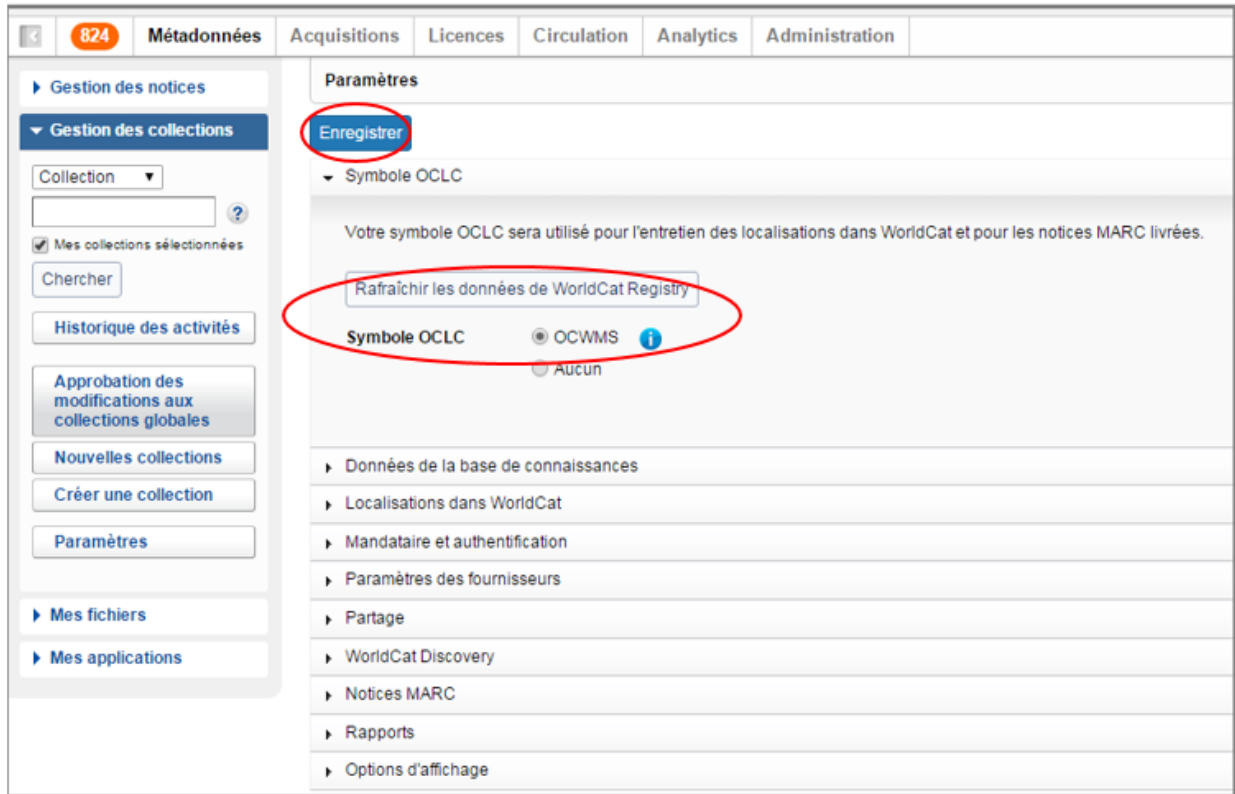 824 Métadonnées Acquisitions Licences Circulation Analytics Administration
Gestion des notices
Gestion des collections
Collection
?
Mes collections sélectionnées
Chercher
Historique des activités
Approbation des
modifications aux
collections globales
Nouvelles collections
Créer une collection
Paramètres
Mes fichiers
Mes applications
Paramètres
Enregistrer
Symbole OCLC
Votre symbole OCLC sera utilisé pour l'entretien des localisations dans WorldCat et pour les notices MARC livrées.
Rafraîchir les données de WorldCat Registry
Symbole OCLC OCWMS i
Aucun
Données de la base de connaissances
Localisations dans WorldCat
Mandataire et authentification
Paramètres des fournisseurs
Partage
WorldCat Discovery
Notices MARC
Rapports
Options d'affichage